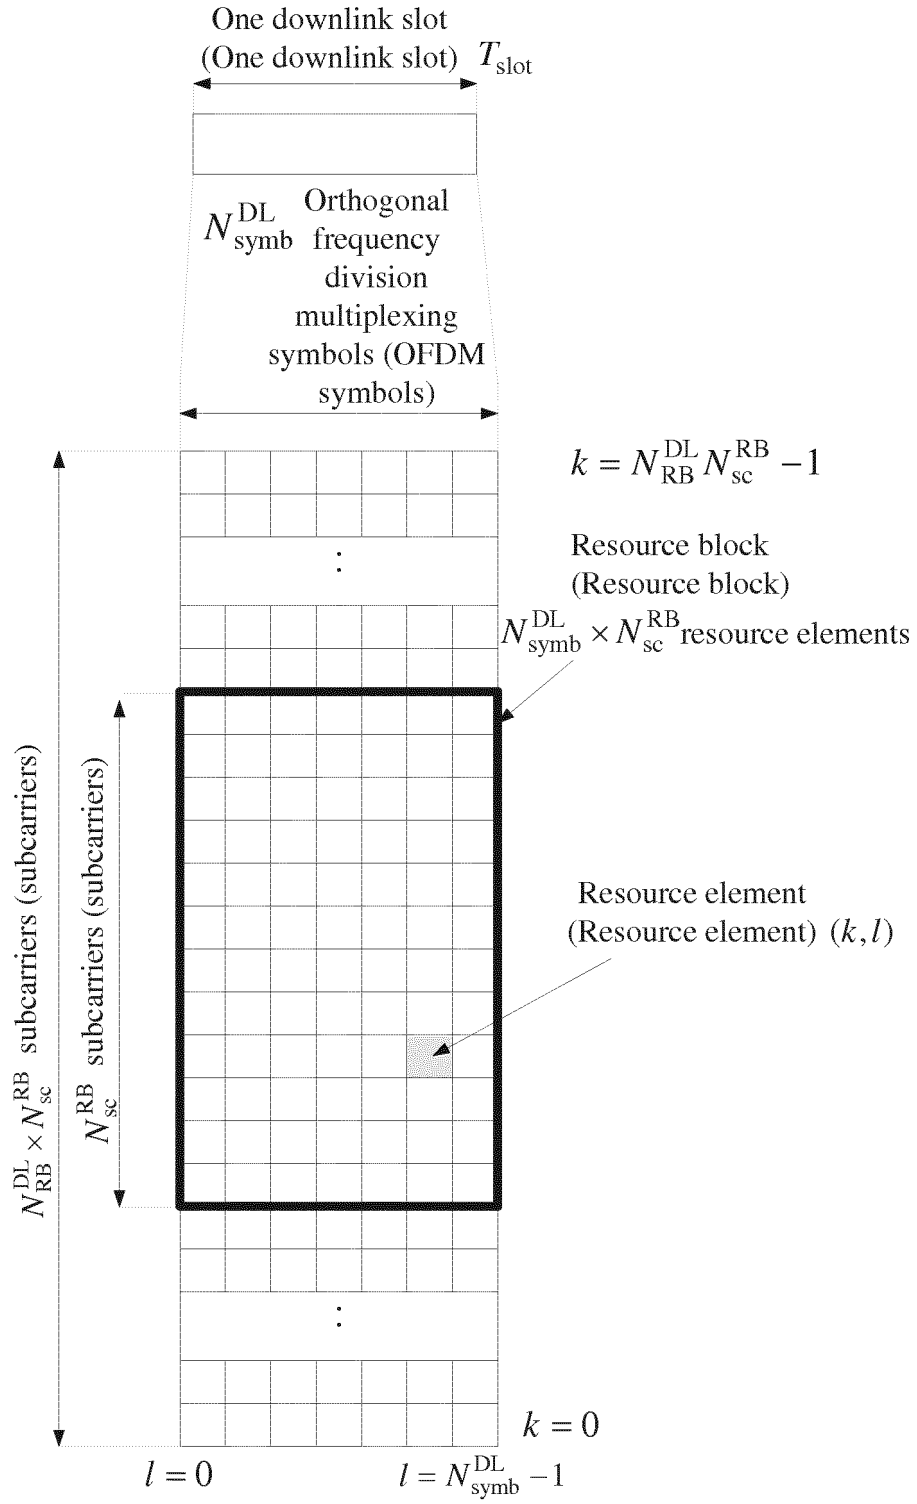 One downlink slot
(One downlink slot) T_slot
N_symb^DL Orthogonal
frequency
division
multiplexing
symbols (OFDM
symbols)
k = N_RB^DL N_sc^RB −1
:
Resource block
(Resource block)
N_symb^DL × N_sc^RB resource elements
N_RB^DL × N_sc^RB subcarriers (subcarriers)
N_sc^RB subcarriers (subcarriers)
Resource element
(Resource element) (k, l)
:
k = 0
l = 0
l = N_symb^DL −1